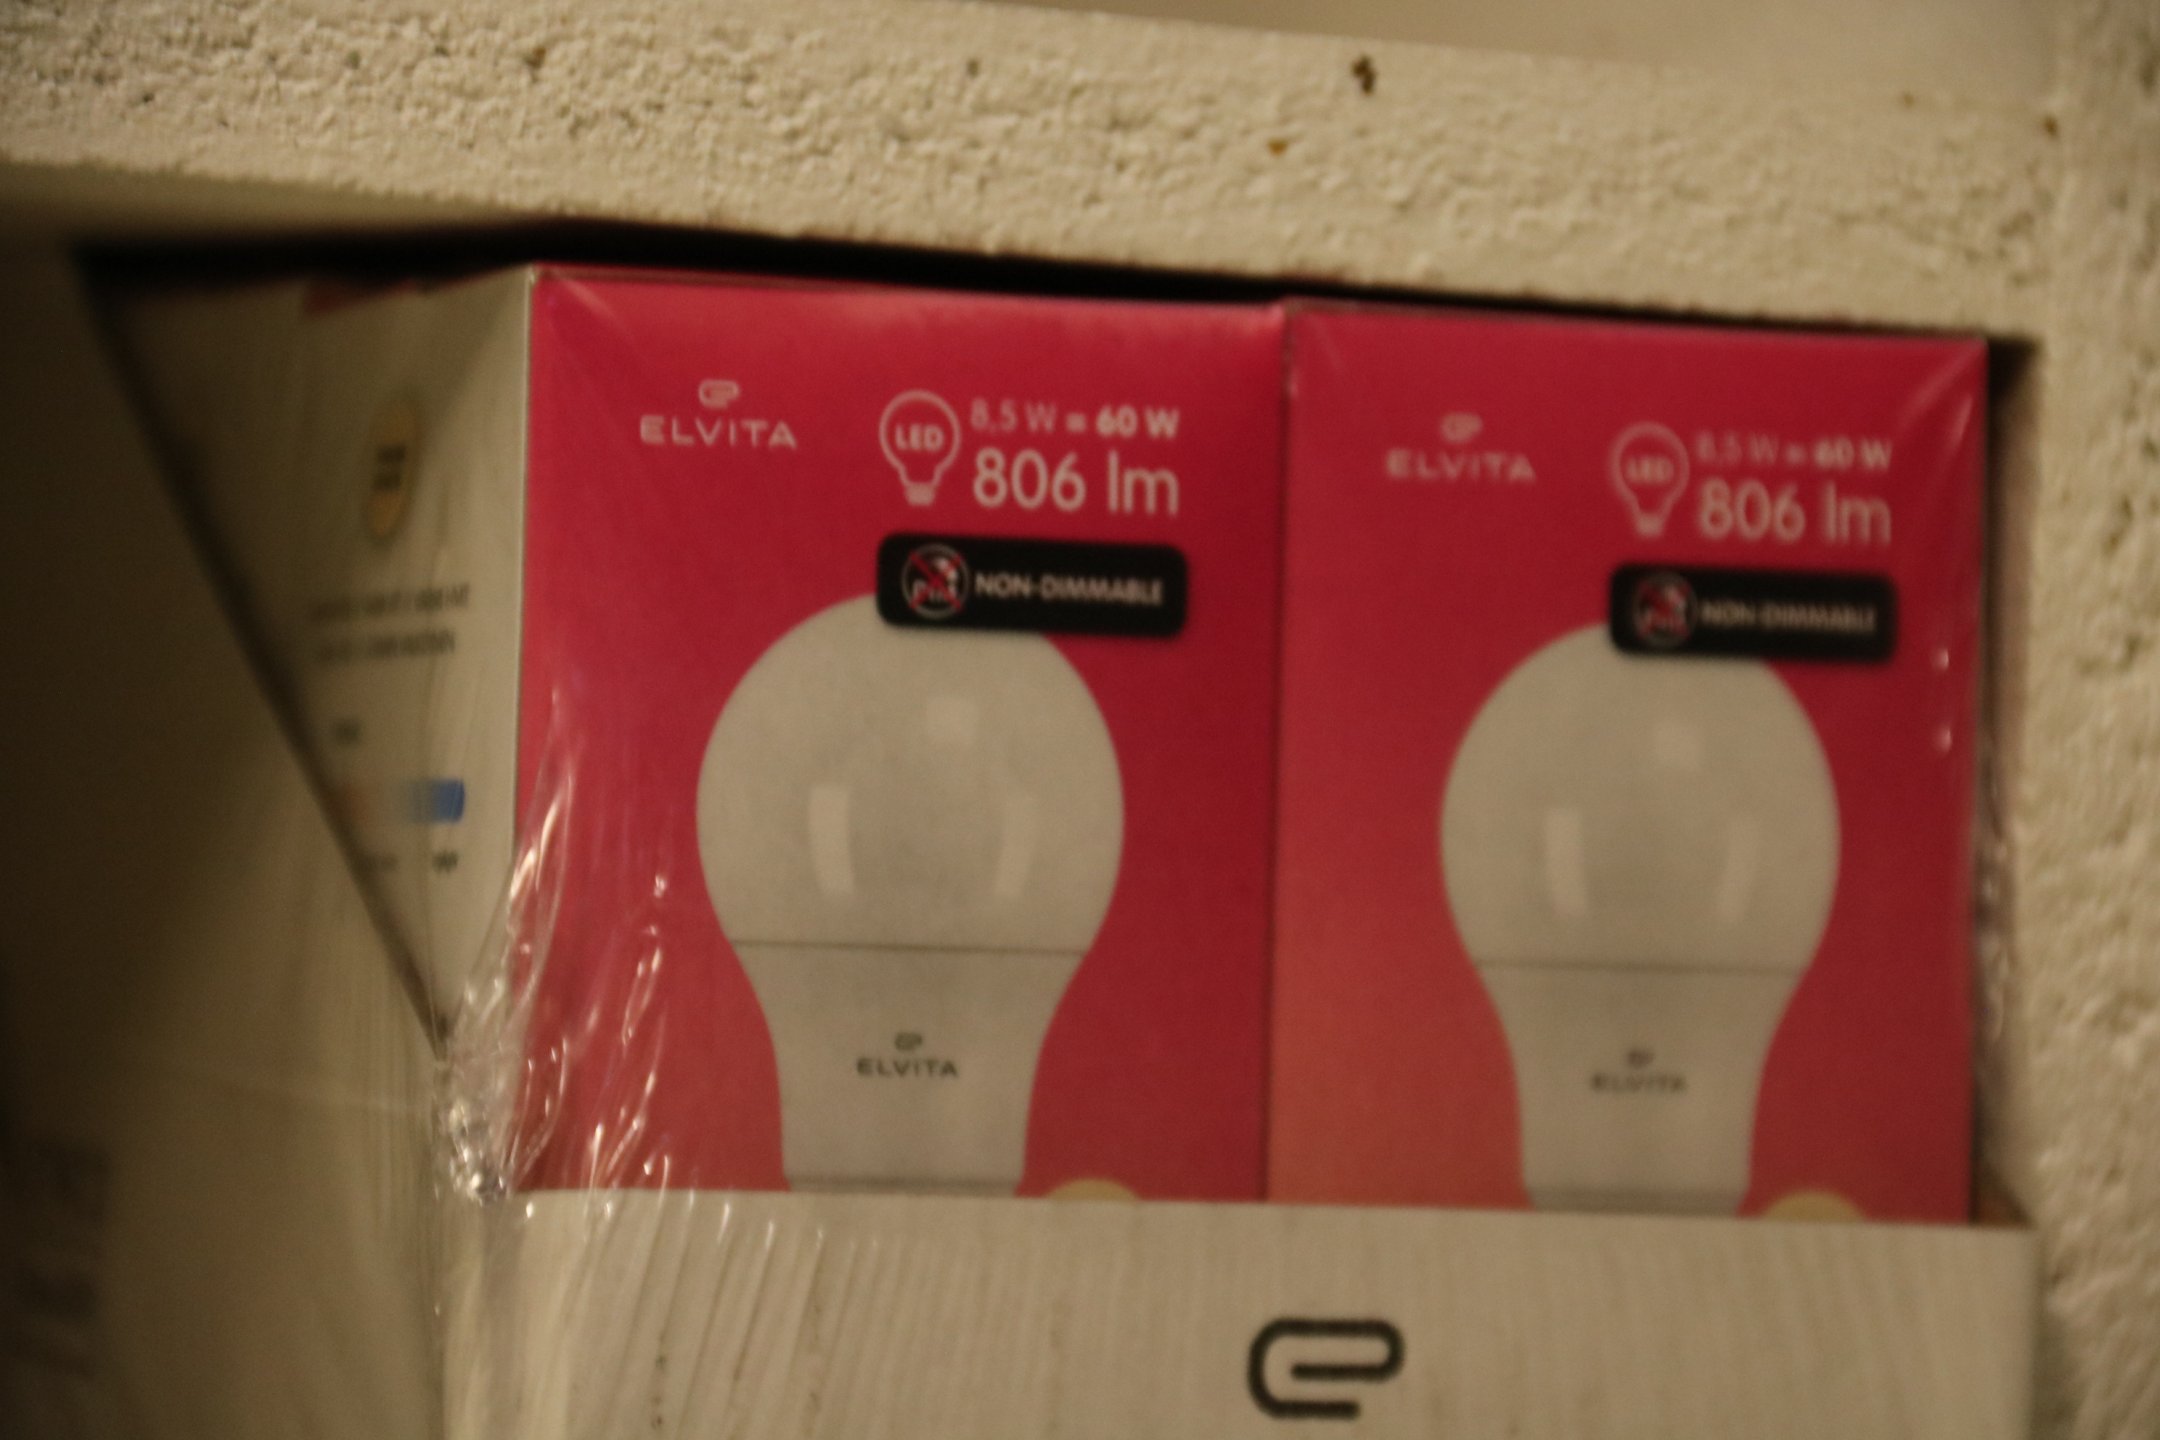 ELVITA
LED
8,5 W = 60 W
806 lm
NON-DIMMABLE
ELVITA
ELVITA
LED
8,5 W = 60 W
806 lm
NON-DIMMABLE
ELVITA